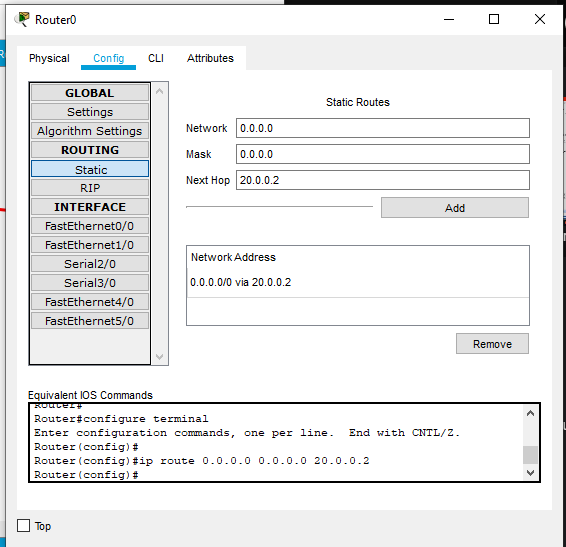 Router0
Physical Config CLI Attributes
GLOBAL
Settings
Algorithm Settings
ROUTING
Static
RIP
INTERFACE
FastEthernet0/0
FastEthernet1/0
Serial2/0
Serial3/0
FastEthernet4/0
FastEthernet5/0
Static Routes
Network 0.0.0.0
Mask 0.0.0.0
Next Hop 20.0.0.2
Add
Network Address
0.0.0.0/0 via 20.0.0.2
Remove
Equivalent IOS Commands
Router#
Router#configure terminal
Enter configuration commands, one per line.  End with CNTL/Z.
Router(config)#
Router(config)#ip route 0.0.0.0 0.0.0.0 20.0.0.2
Router(config)#
Top